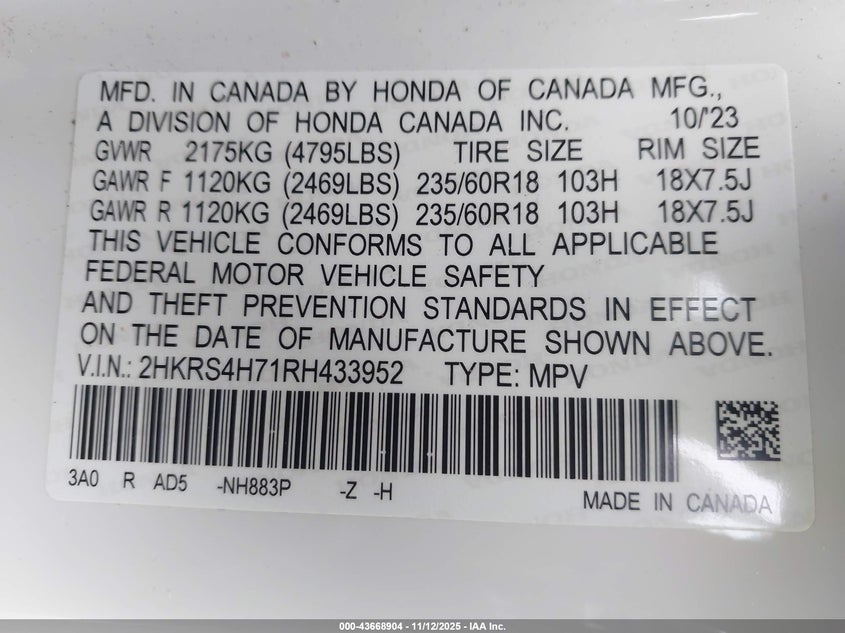 MFD. IN CANADA BY HONDA OF CANADA MFG.,
A DIVISION OF HONDA CANADA INC. 10/'23
GVWR 2175KG (4795LBS) TIRE SIZE RIM SIZE
GAWR F 1120KG (2469LBS) 235/60R18 103H 18X7.5J
GAWR R 1120KG (2469LBS) 235/60R18 103H 18X7.5J
THIS VEHICLE CONFORMS TO ALL APPLICABLE
FEDERAL MOTOR VEHICLE SAFETY
AND THEFT PREVENTION STANDARDS IN EFFECT
ON THE DATE OF MANUFACTURE SHOWN ABOVE.
V.I.N.: 2HKRS4H71RH433952 TYPE: MPV
3A0 R AD5 -NH883P -Z -H
MADE IN CANADA
000-43668904 — 11/12/2025 — IAA Inc.